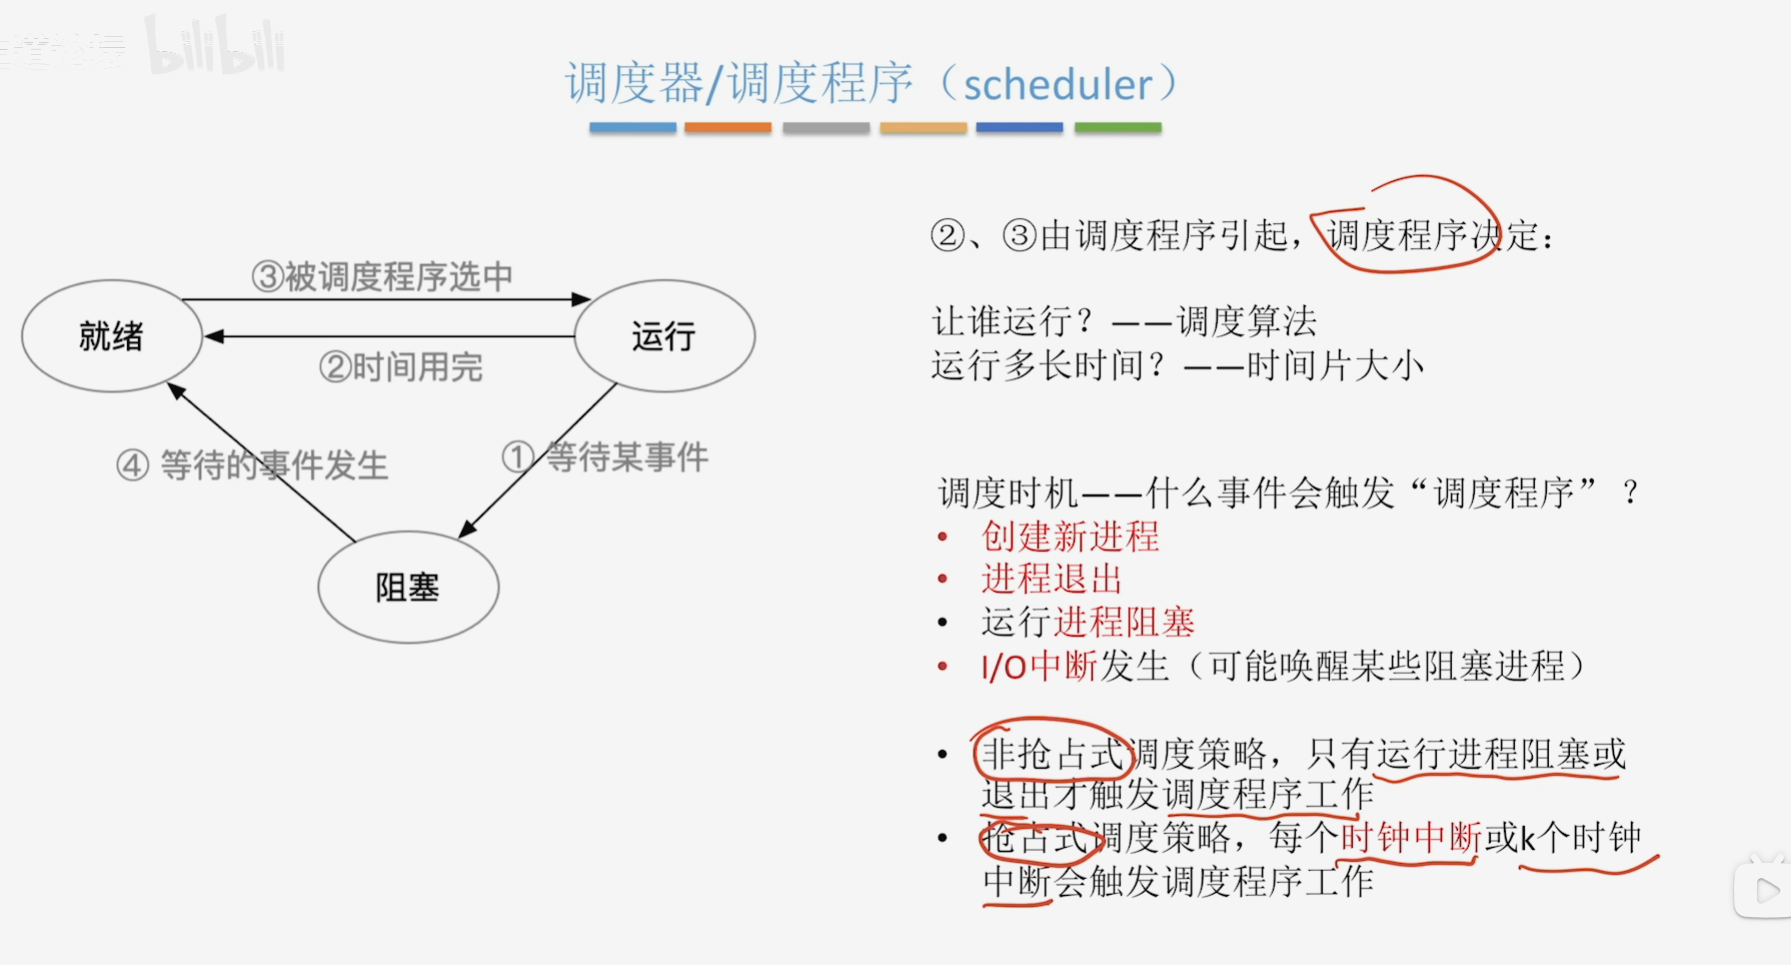 bilibili
调度器/调度程序（scheduler）
②、③由调度程序引起，调度程序决定：
③被调度程序选中
就绪
运行
②时间用完
让谁运行？——调度算法
运行多长时间？——时间片大小
④ 等待的事件发生
① 等待某事件
阻塞
调度时机——什么事件会触发“调度程序”？
• 创建新进程
• 进程退出
• 运行进程阻塞
• I/O中断发生（可能唤醒某些阻塞进程）
• 非抢占式调度策略，只有运行进程阻塞或
退出才触发调度程序工作
• 抢占式调度策略，每个时钟中断或k个时钟
中断会触发调度程序工作